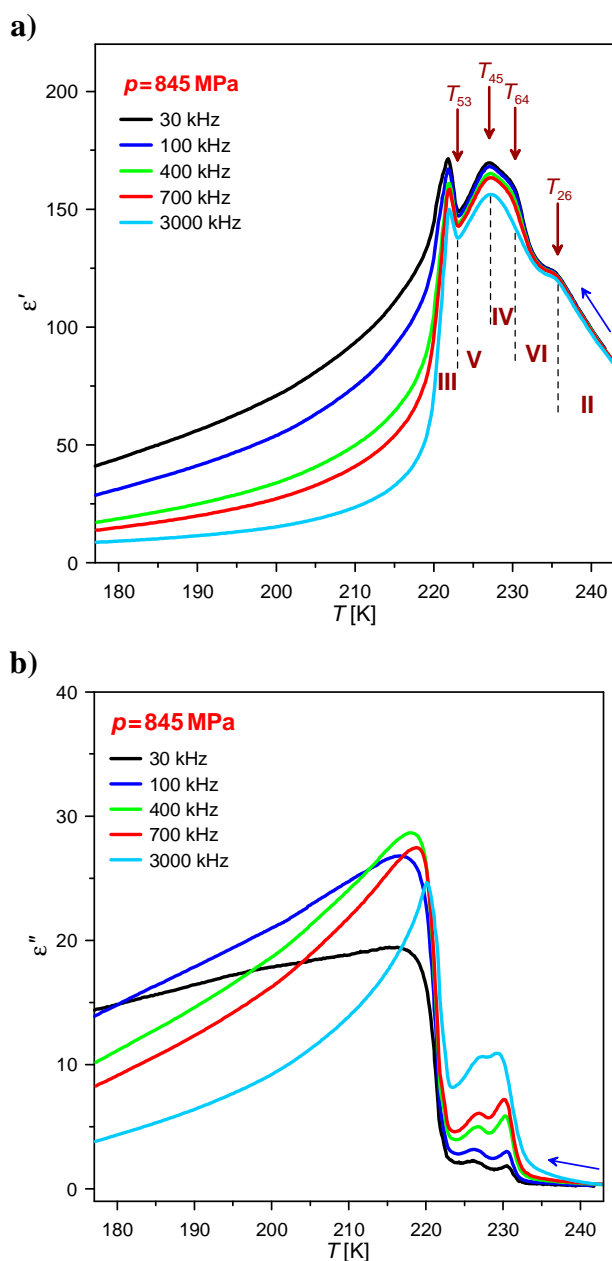 a)
p=845 MPa
30 kHz
100 kHz
400 kHz
700 kHz
3000 kHz
T53
T45
T64
T26
III
V
IV
VI
II
ε'
200
150
100
50
0
180 190 200 210 220 230 240
T [K]
b)
p=845 MPa
30 kHz
100 kHz
400 kHz
700 kHz
3000 kHz
ε"
40
30
20
10
0
180 190 200 210 220 230 240
T [K]